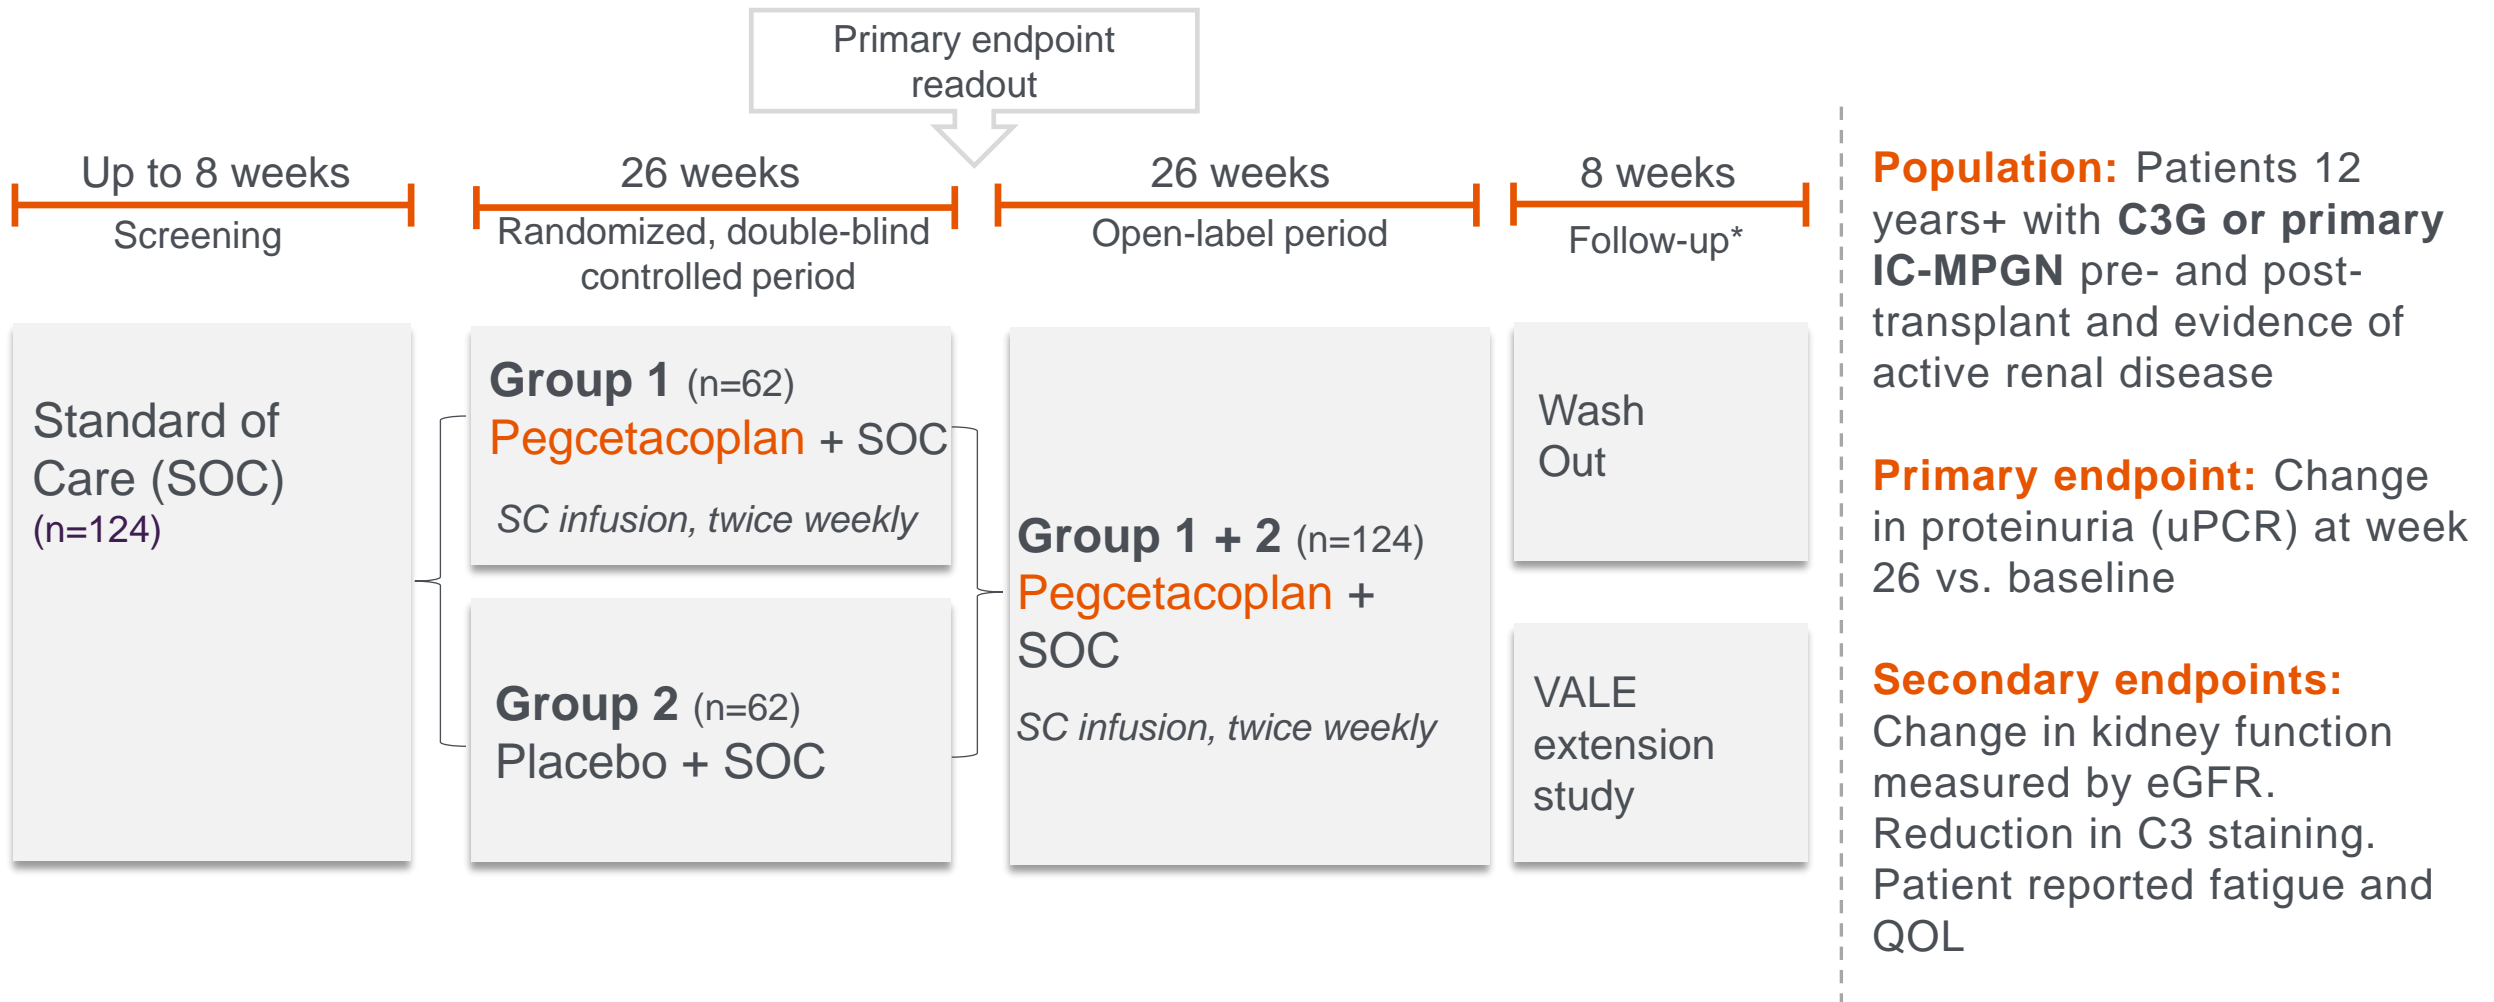 Primary endpoint
readout
Up to 8 weeks
Screening
26 weeks
Randomized, double-blind
controlled period
26 weeks
Open-label period
8 weeks
Follow-up*
Standard of
Care (SOC)
(n=124)
Group 1 (n=62)
Pegcetacoplan + SOC
SC infusion, twice weekly
Group 2 (n=62)
Placebo + SOC
Group 1 + 2 (n=124)
Pegcetacoplan +
SOC
SC infusion, twice weekly
Wash
Out
VALE
extension
study
Population: Patients 12
years+ with C3G or primary
IC-MPGN pre- and post-
transplant and evidence of
active renal disease
Primary endpoint: Change
in proteinuria (uPCR) at week
26 vs. baseline
Secondary endpoints:
Change in kidney function
measured by eGFR.
Reduction in C3 staining.
Patient reported fatigue and
QOL